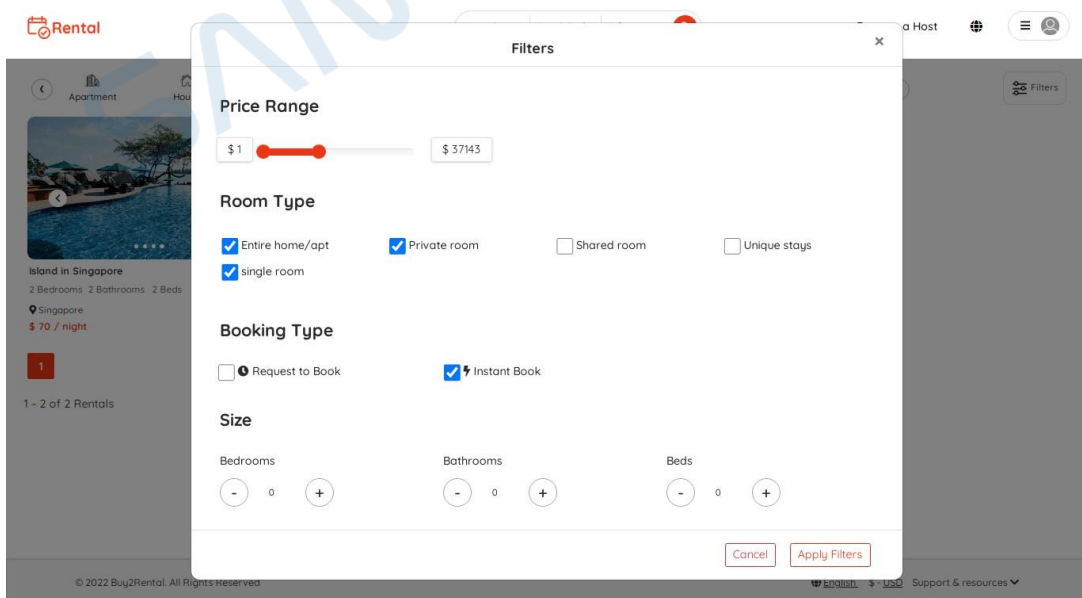 Rental
a Host
Filters
×
Apartment
Hou
Filters
Price Range
$ 1
$ 37143
Room Type
Entire home/apt
Private room
Shared room
Unique stays
single room
Island in Singapore
2 Bedrooms 2 Bathrooms 2 Beds
Singapore
$ 70 / night
Booking Type
1
Request to Book
Instant Book
1 – 2 of 2 Rentals
Size
Bedrooms
Bathrooms
Beds
- 0 +
- 0 +
- 0 +
Cancel
Apply Filters
© 2022 Buy2Rental. All Rights Reserved
English
$ - USD
Support & resources